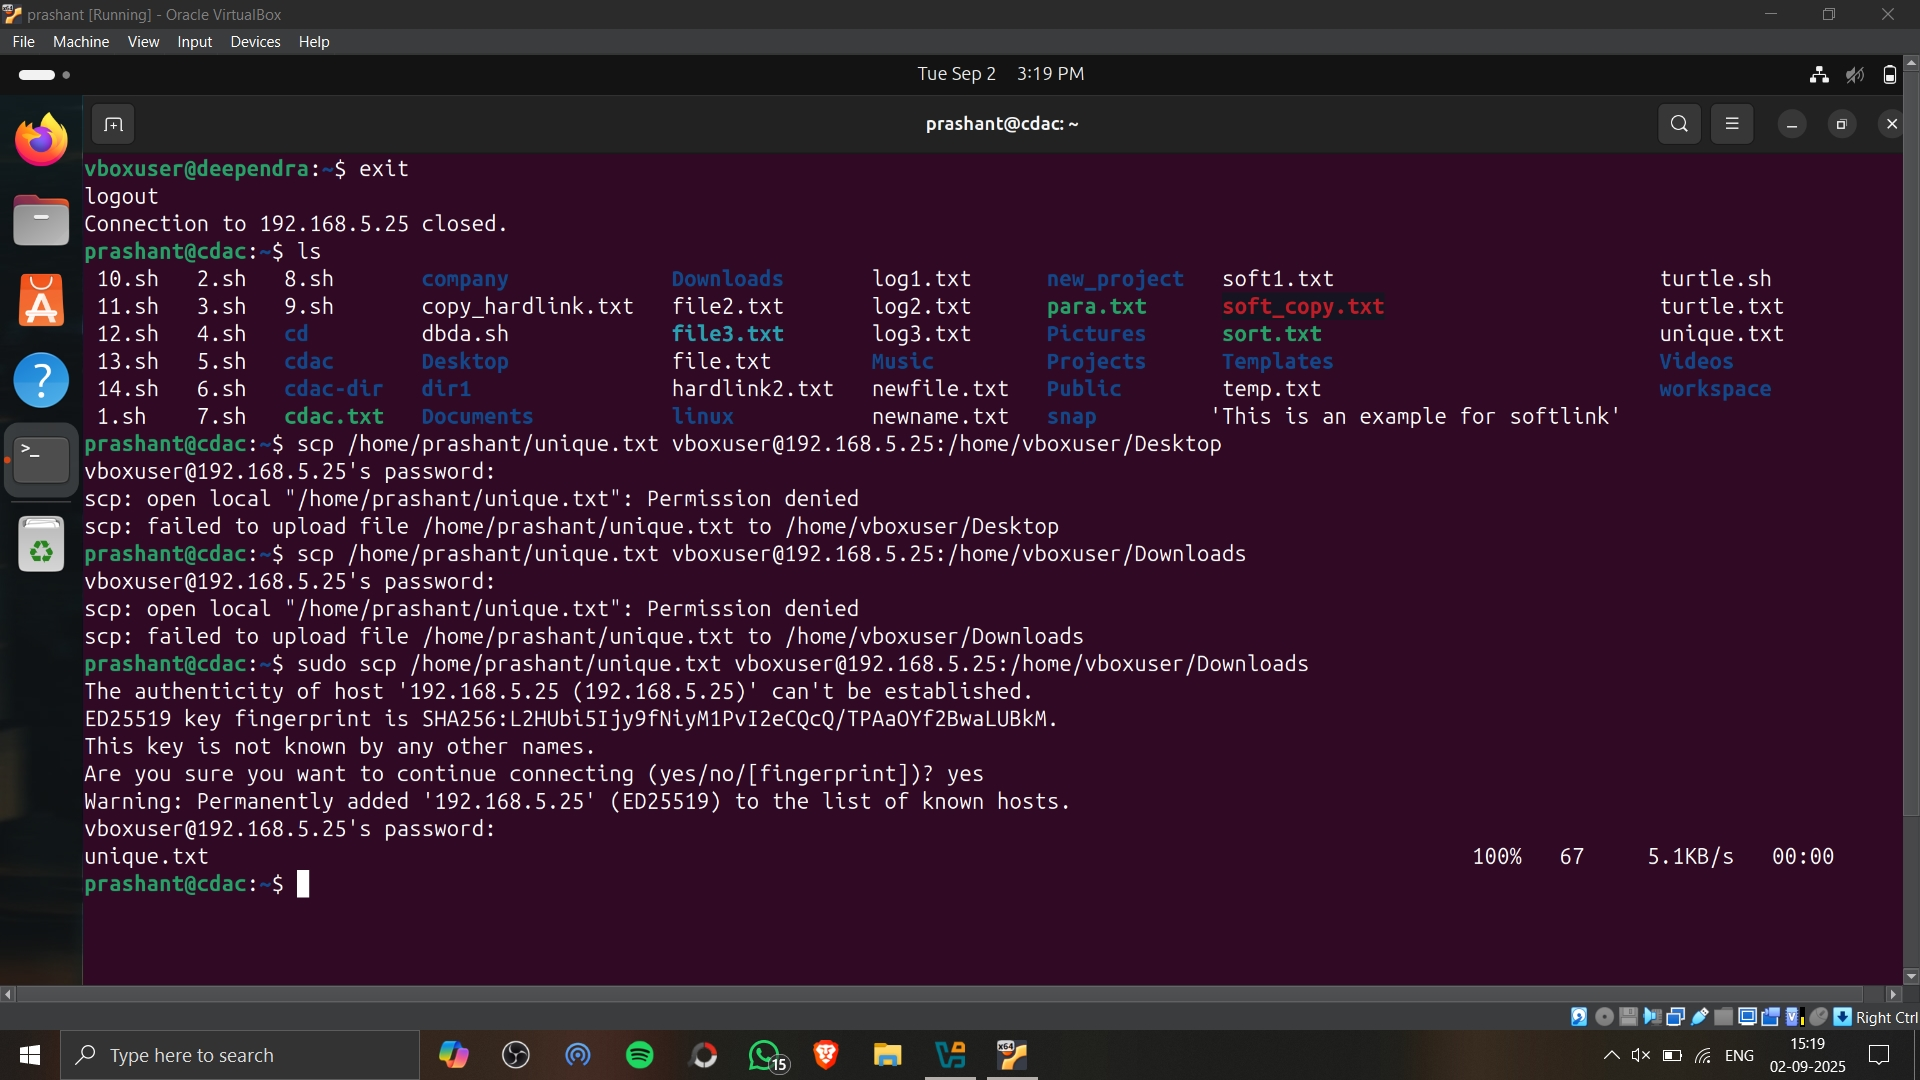 prashant [Running] - Oracle VirtualBox
File Machine View Input Devices Help
Tue Sep 2 3:19 PM
prashant@cdac: ~
vboxuser@deependra:~$ exit
logout
Connection to 192.168.5.25 closed.
prashant@cdac:~$ ls
10.sh 2.sh 8.sh company Downloads log1.txt new_project soft1.txt turtle.sh
11.sh 3.sh 9.sh copy_hardlink.txt file2.txt log2.txt para.txt soft_copy.txt turtle.txt
12.sh 4.sh cd dbda.sh file3.txt log3.txt Pictures sort.txt unique.txt
13.sh 5.sh cdac Desktop file.txt Music Projects Templates Videos
14.sh 6.sh cdac-dir dir1 hardlink2.txt newfile.txt Public temp.txt workspace
1.sh 7.sh cdac.txt Documents linux newname.txt snap 'This is an example for softlink'
prashant@cdac:~$ scp /home/prashant/unique.txt vboxuser@192.168.5.25:/home/vboxuser/Desktop
vboxuser@192.168.5.25's password:
scp: open local "/home/prashant/unique.txt": Permission denied
scp: failed to upload file /home/prashant/unique.txt to /home/vboxuser/Desktop
prashant@cdac:~$ scp /home/prashant/unique.txt vboxuser@192.168.5.25:/home/vboxuser/Downloads
vboxuser@192.168.5.25's password:
scp: open local "/home/prashant/unique.txt": Permission denied
scp: failed to upload file /home/prashant/unique.txt to /home/vboxuser/Downloads
prashant@cdac:~$ sudo scp /home/prashant/unique.txt vboxuser@192.168.5.25:/home/vboxuser/Downloads
The authenticity of host '192.168.5.25 (192.168.5.25)' can't be established.
ED25519 key fingerprint is SHA256:L2HUbi5Ijy9fNiyM1PvI2eCQcQ/TPAaOYf2BwaLUBkM.
This key is not known by any other names.
Are you sure you want to continue connecting (yes/no/[fingerprint])? yes
Warning: Permanently added '192.168.5.25' (ED25519) to the list of known hosts.
vboxuser@192.168.5.25's password:
unique.txt 100% 67 5.1KB/s 00:00
prashant@cdac:~$
Right Ctrl
Type here to search
15
x64
ENG
15:19
02-09-2025